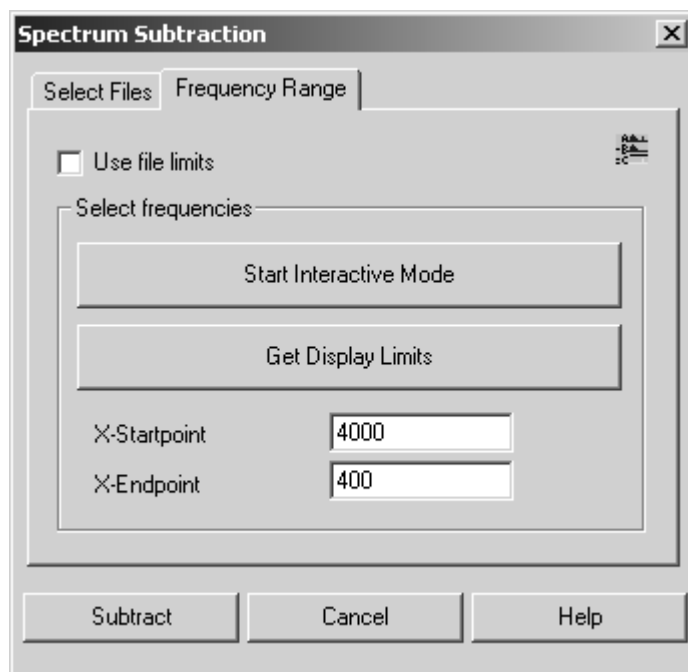 Spectrum Subtraction
Select Files
Frequency Range
Use file limits
Select frequencies
Start Interactive Mode
Get Display Limits
X-Startpoint 4000
X-Endpoint 400
Subtract Cancel Help